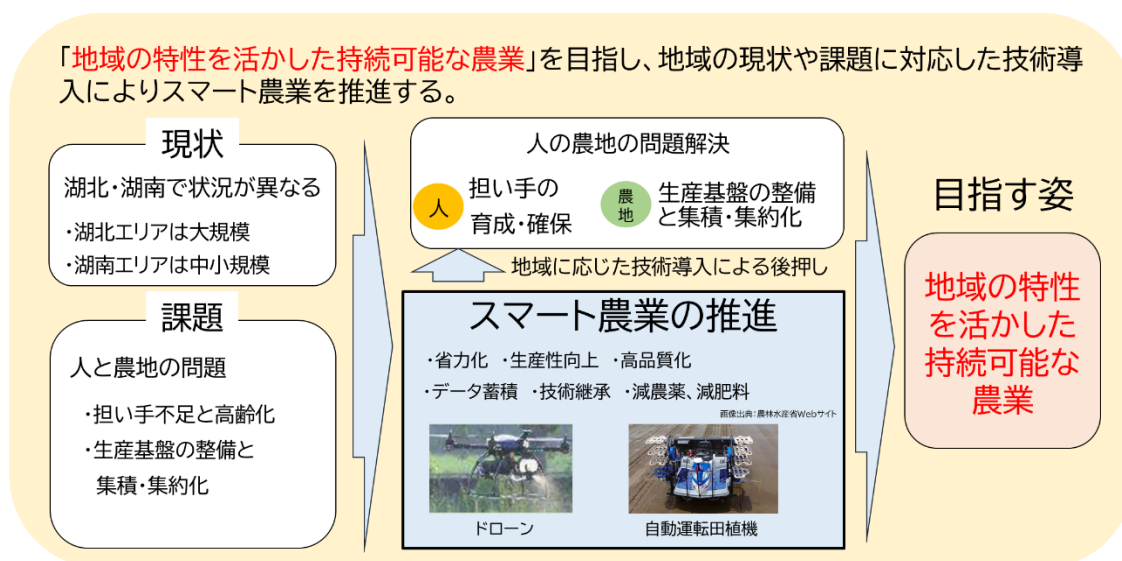 「地域の特性を活かした持続可能な農業」を目指し、地域の現状や課題に対応した技術導
入によりスマート農業を推進する。
現状
湖北・湖南で状況が異なる
・湖北エリアは大規模
・湖南エリアは中小規模
課題
人と農地の問題
・担い手不足と高齢化
・生産基盤の整備と
集積・集約化
人の農地の問題解決
人
担い手の
育成・確保
農
地
生産基盤の整備
と集積・集約化
地域に応じた技術導入による後押し
スマート農業の推進
・省力化 ・生産性向上 ・高品質化
・データ蓄積 ・技術継承 ・減農薬、減肥料
画像出典：農林水産省Webサイト
ドローン
自動運転田植機
目指す姿
地域の特性
を活かした
持続可能な
農業